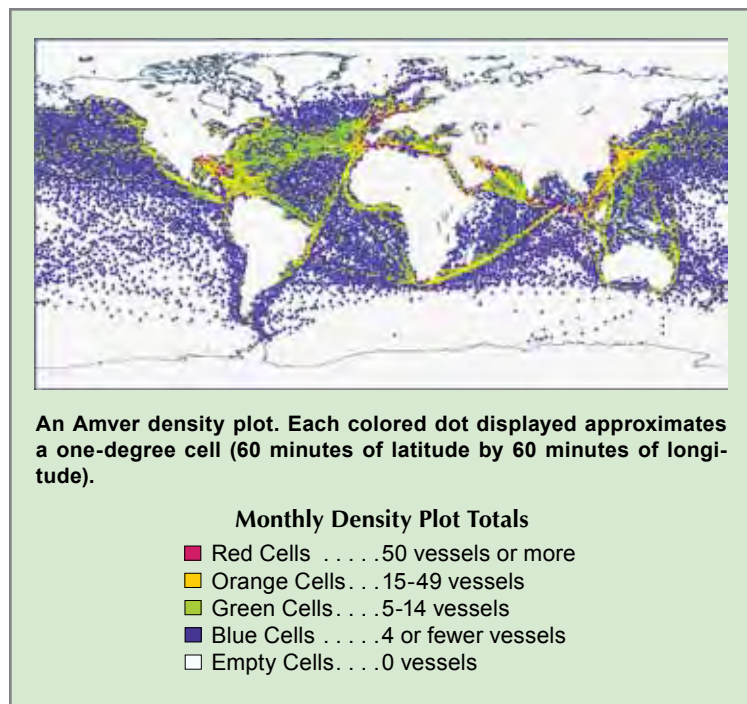 An Amver density plot. Each colored dot displayed approximates
a one-degree cell (60 minutes of latitude by 60 minutes of longi-
tude).
Monthly Density Plot Totals
Red Cells . . . . .50 vessels or more
Orange Cells. . .15-49 vessels
Green Cells. . . .5-14 vessels
Blue Cells . . . . .4 or fewer vessels
Empty Cells. . . .0 vessels